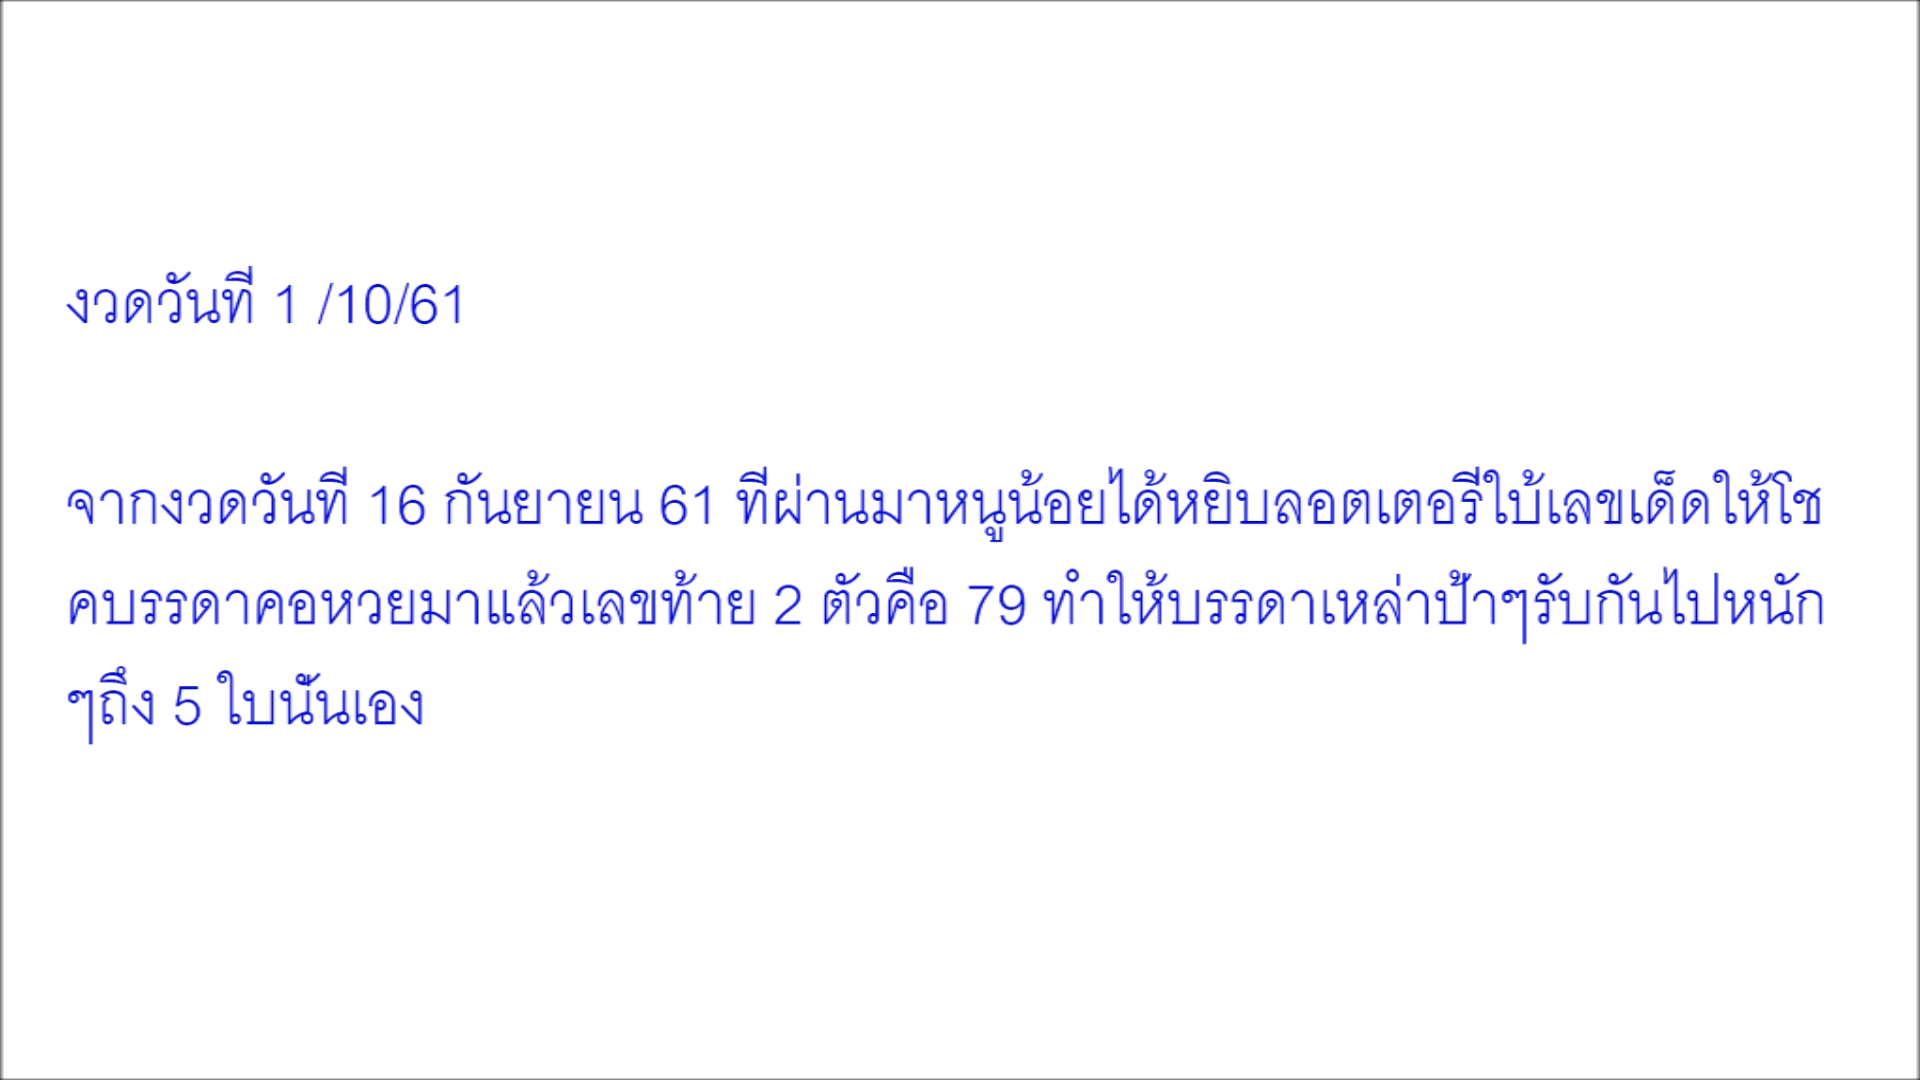 งวดวันที่ 1 /10/61
จากงวดวันที่ 16 กันยายน 61 ที่ผ่านมาหนูน้อยได้หยิบลอตเตอรี่ใบ้เลขเด็ดให้โช
คบรรดาคอหวยมาแล้วเลขท้าย 2 ตัวคือ 79 ทำให้บรรดาเหล่าป้าๆรับกันไปหนัก
ๆถึง 5 ใบนั้นเอง